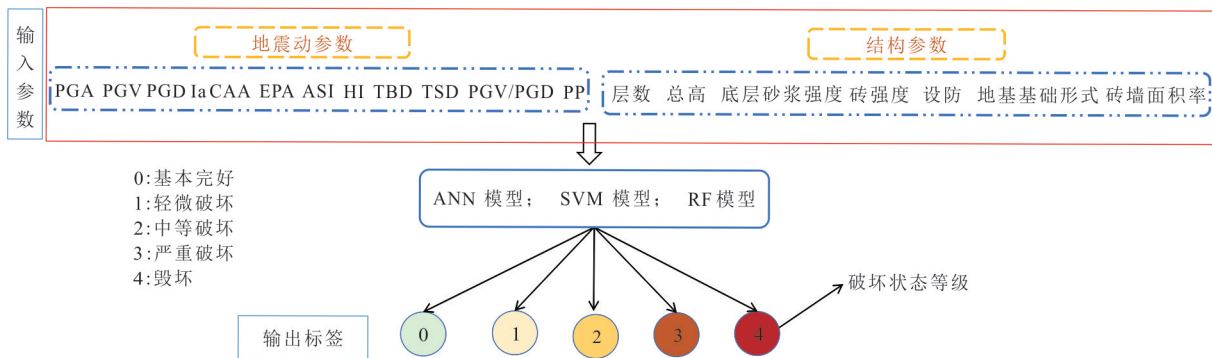 输入参数
地震动参数
结构参数
PGA PGV PGD Ia CAA EPA ASI HI TBD TSD PGV/PGD PP
层数 总高 底层砂浆强度 砖强度 设防 地基基础形式 砖墙面积率
0:基本完好
1:轻微破坏
2:中等破坏
3:严重破坏
4:毁坏
ANN 模型; SVM 模型; RF 模型
破坏状态等级
输出标签
0
1
2
3
4